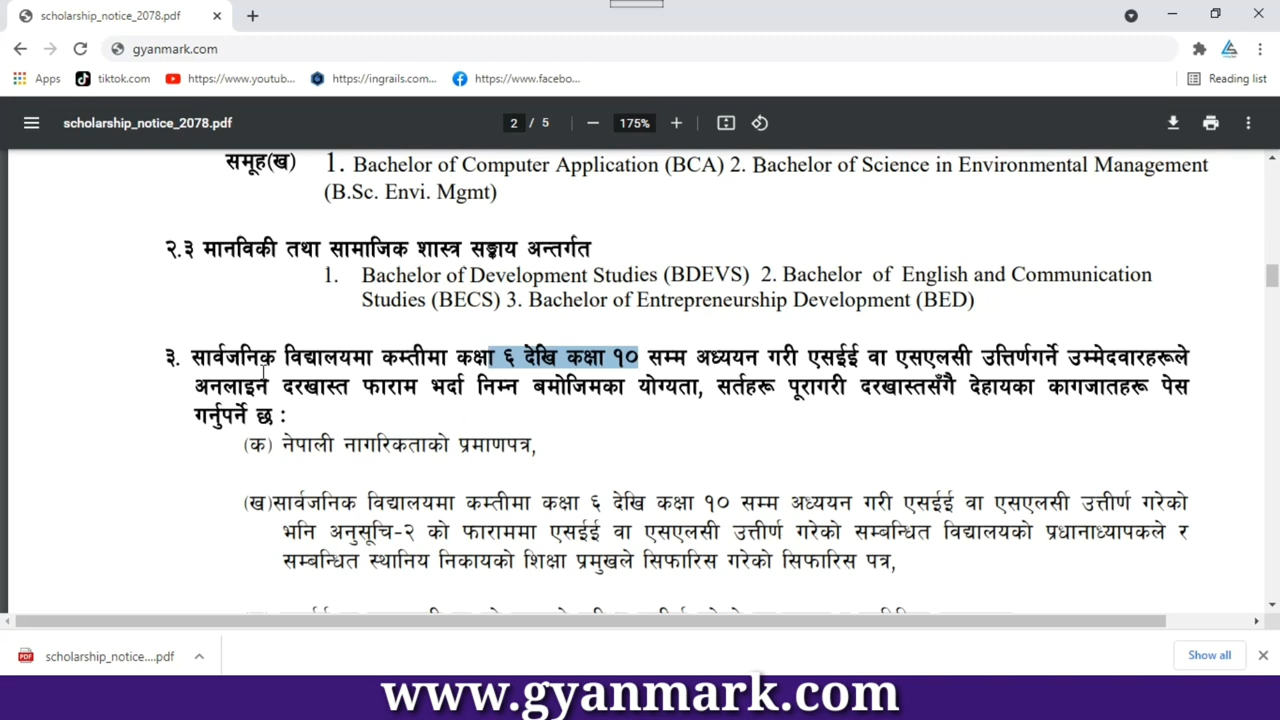 scholarship_notice_2078.pdf
gyanmark.com
Apps tiktok.com https://www.youtub... https://ingrails.com... https://www.facebo... Reading list
scholarship_notice_2078.pdf 2 / 5 175%
समूह(ख) 1. Bachelor of Computer Application (BCA) 2. Bachelor of Science in Environmental Management
(B.Sc. Envi. Mgmt)
२.३ मानविकी तथा सामाजिक शास्त्र सङ्काय अन्तर्गत
1. Bachelor of Development Studies (BDEVS) 2. Bachelor of English and Communication
Studies (BECS) 3. Bachelor of Entrepreneurship Development (BED)
३. सार्वजनिक विद्यालयमा कम्तीमा कक्षा ६ देखि कक्षा १० सम्म अध्ययन गरी एसईई वा एसएलसी उत्तिर्णगर्ने उम्मेदवारहरूले
अनलाइन दरखास्त फाराम भर्दा निम्न बमोजिमका योग्यता, सर्तहरू पूरागरी दरखास्तसँगै देहायका कागजातहरू पेस
गर्नुपर्ने छ :
(क) नेपाली नागरिकताको प्रमाणपत्र,
(ख)सार्वजनिक विद्यालयमा कम्तीमा कक्षा ६ देखि कक्षा १० सम्म अध्ययन गरी एसईई वा एसएलसी उत्तीर्ण गरेको
भनि अनुसूचि-२ को फाराममा एसईई वा एसएलसी उत्तीर्ण गरेको सम्बन्धित विद्यालयको प्रधानाध्यापकले र
सम्बन्धित स्थानिय निकायको शिक्षा प्रमुखले सिफारिस गरेको सिफारिस पत्र,
scholarship_notice....pdf Show all
www.gyanmark.com